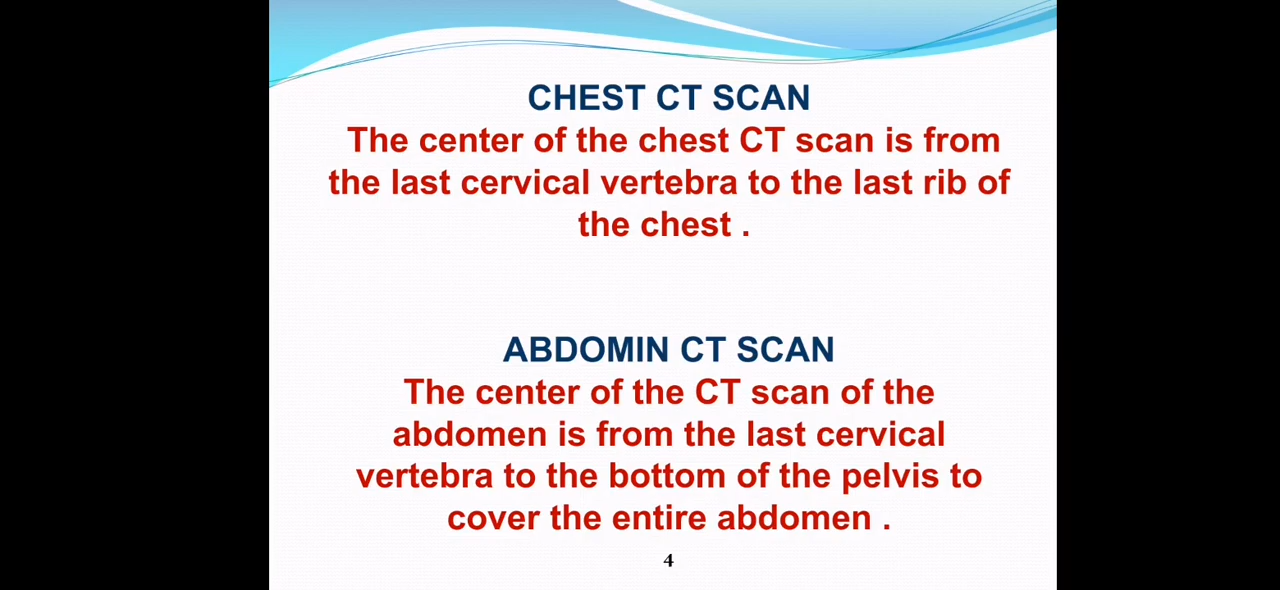 CHEST CT SCAN
The center of the chest CT scan is from
the last cervical vertebra to the last rib of
the chest .
ABDOMIN CT SCAN
The center of the CT scan of the
abdomen is from the last cervical
vertebra to the bottom of the pelvis to
cover the entire abdomen .
4